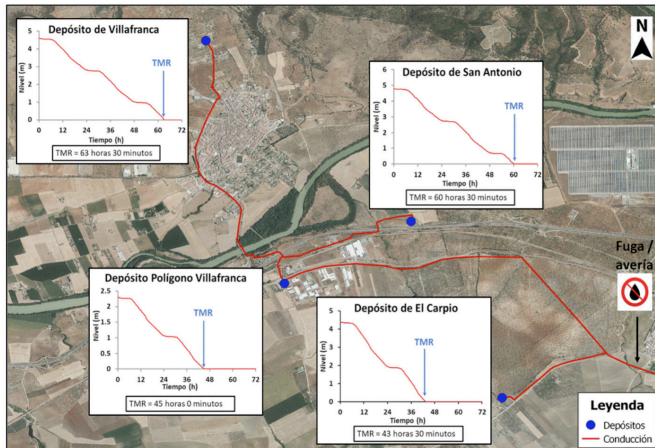 Depósito de Villafranca
Nivel (m)
5
4
3
2
1
0
TMR
0 12 24 36 48 60 72
Tiempo (h)
TMR = 63 horas 30 minutos
Depósito de San Antonio
Nivel (m)
6
5
4
3
2
1
0
TMR
0 12 24 36 48 60 72
Tiempo (h)
TMR = 60 horas 30 minutos
N
Fuga /
avería
Depósito Polígono Villafranca
Nivel (m)
2.5
2
1.5
1
0.5
0
TMR
0 12 24 36 48 60 72
Tiempo (h)
TMR = 45 horas 0 minutos
Depósito de El Carpio
Nivel (m)
5
4
3
2
1
0
TMR
0 12 24 36 48 60 72
Tiempo (h)
TMR = 43 horas 30 minutos
Leyenda
Depósitos
Conducción